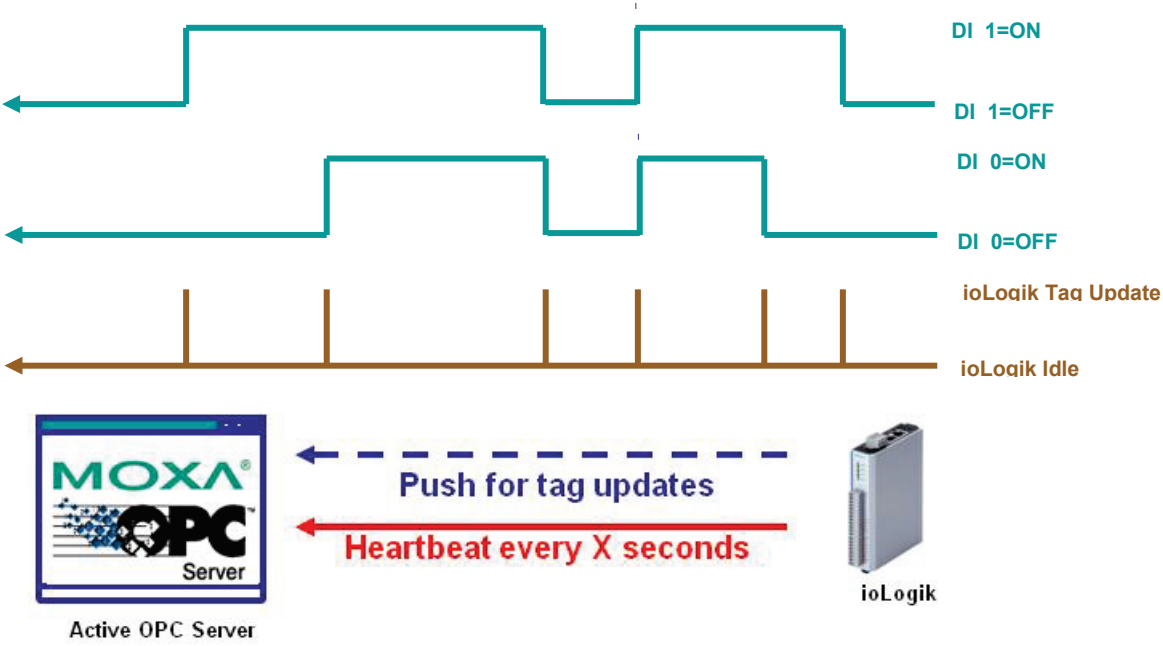 DI 1=ON
DI 1=OFF
DI 0=ON
DI 0=OFF
ioLogik Tag Update
ioLogik Idle
MOXA®
OPC™
Server
Push for tag updates
Heartbeat every X seconds
ioLogik
Active OPC Server